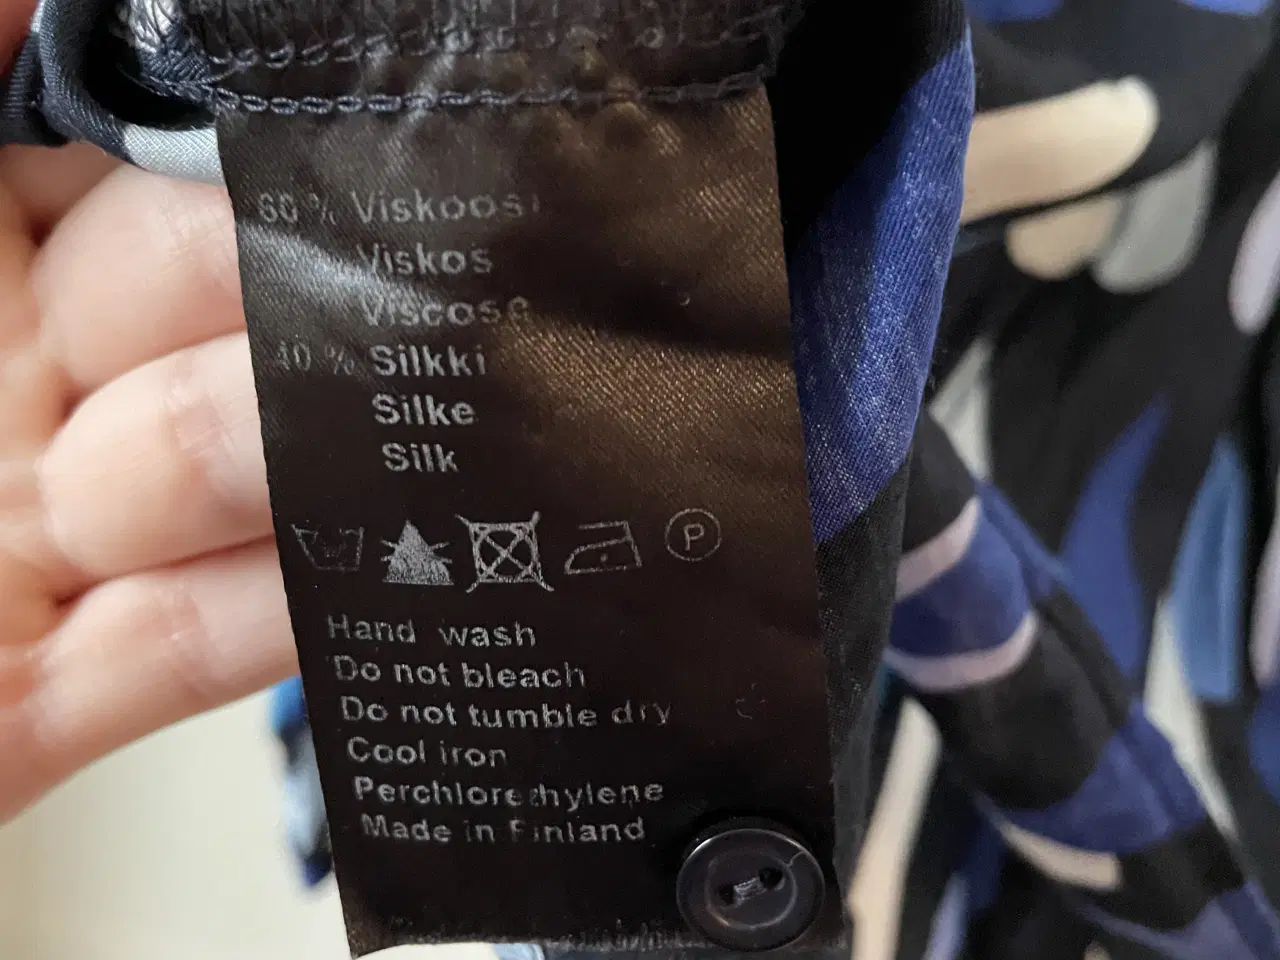 60 % Viskoosi
Viskos
Viscose
40 % Silkki
Silke
Silk
P
Hand wash
Do not bleach
Do not tumble dry
Cool iron
Perchlorethylene
Made in Finland